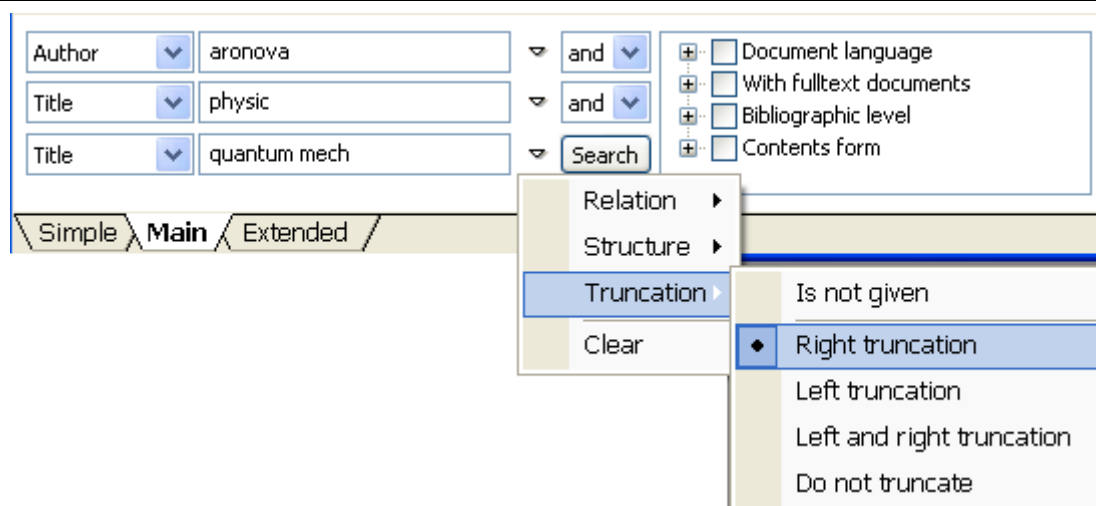 Author aronova and
Title physic and
Title quantum mech Search
Document language
With fulltext documents
Bibliographic level
Contents form
Simple Main Extended
Relation
Structure
Truncation
Clear
Is not given
Right truncation
Left truncation
Left and right truncation
Do not truncate